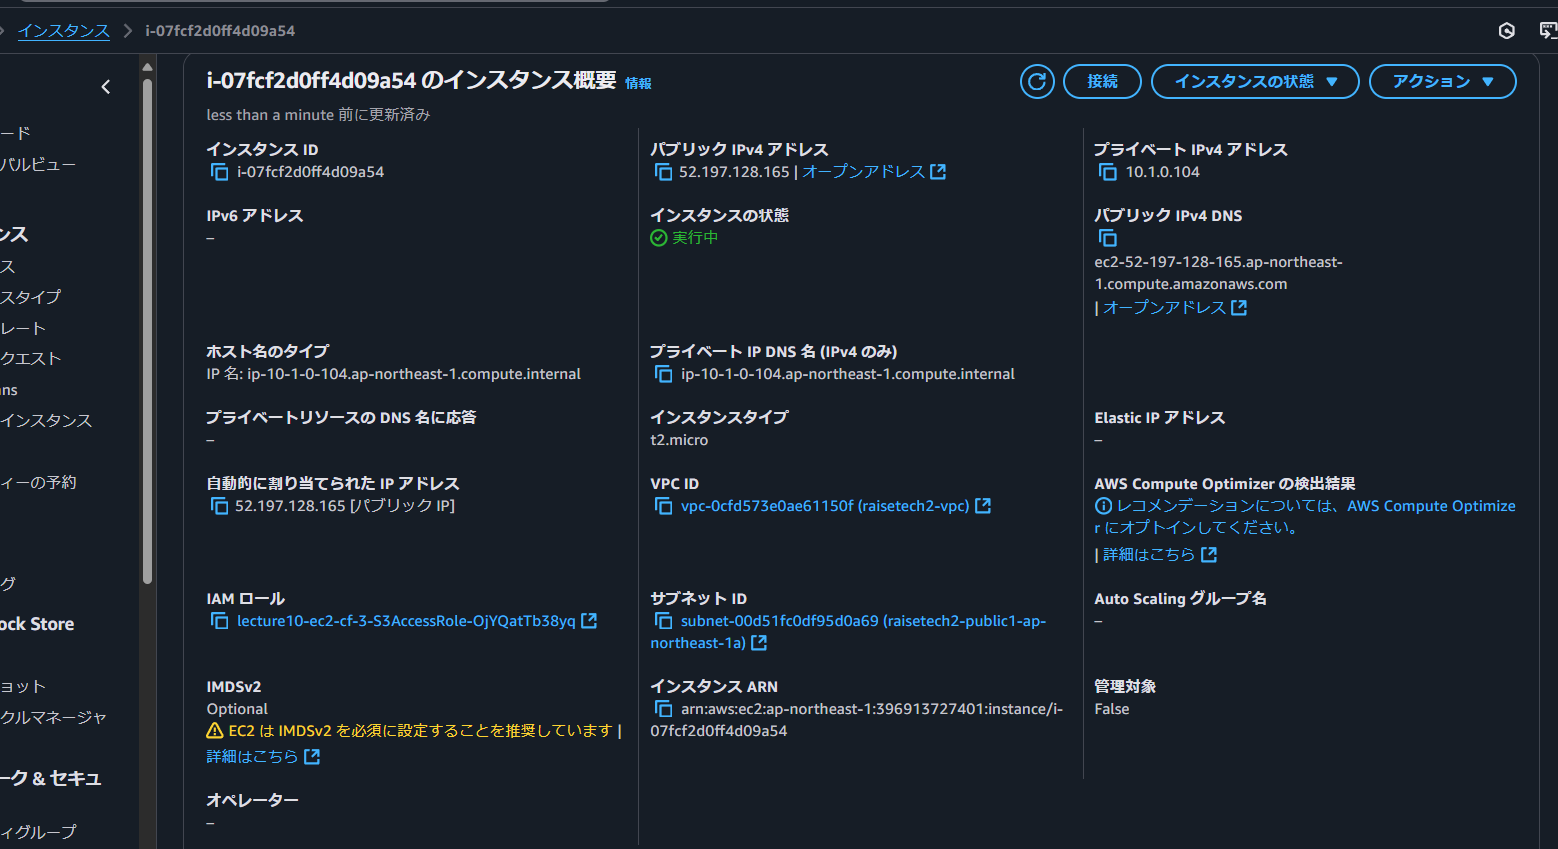 インスタンス
i-07fcf2d0ff4d09a54
ード
バルビュー
ンス
ス
スタイプ
レート
クエスト
ans
インスタンス
ィーの予約
グ
ock Store
ョット
クルマネージャ
ーク & セキュ
ィグループ
i-07fcf2d0ff4d09a54 のインスタンス概要 情報
less than a minute 前に更新済み
接続
インスタンスの状態
アクション
インスタンス ID
i-07fcf2d0ff4d09a54
パブリック IPv4 アドレス
52.197.128.165 | オープンアドレス
プライベート IPv4 アドレス
10.1.0.104
IPv6 アドレス
–
インスタンスの状態
実行中
パブリック IPv4 DNS
ec2-52-197-128-165.ap-northeast-
1.compute.amazonaws.com
| オープンアドレス
ホスト名のタイプ
IP 名: ip-10-1-0-104.ap-northeast-1.compute.internal
プライベート IP DNS 名 (IPv4 のみ)
ip-10-1-0-104.ap-northeast-1.compute.internal
プライベートリソースの DNS 名に応答
–
インスタンスタイプ
t2.micro
Elastic IP アドレス
–
自動的に割り当てられた IP アドレス
52.197.128.165 [パブリック IP]
VPC ID
vpc-0cfd573e0ae61150f (raisetech2-vpc)
AWS Compute Optimizer の検出結果
レコメンデーションについては、AWS Compute Optimize
r にオプトインしてください。
| 詳細はこちら
IAM ロール
lecture10-ec2-cf-3-S3AccessRole-OjYQatTb38yq
サブネット ID
subnet-00d51fc0df95d0a69 (raisetech2-public1-ap-
northeast-1a)
Auto Scaling グループ名
–
IMDSv2
Optional
EC2 は IMDSv2 を必須に設定することを推奨しています |
詳細はこちら
インスタンス ARN
arn:aws:ec2:ap-northeast-1:396913727401:instance/i-
07fcf2d0ff4d09a54
管理対象
False
オペレーター
–